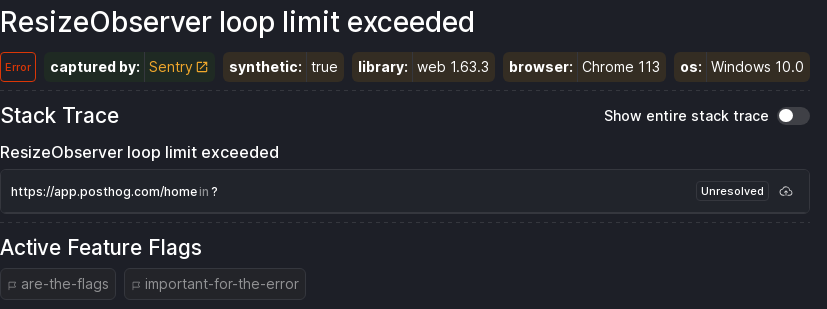 ResizeObserver loop limit exceeded
Error captured by: Sentry synthetic: true library: web 1.63.3 browser: Chrome 113 os: Windows 10.0
Stack Trace Show entire stack trace
ResizeObserver loop limit exceeded
https://app.posthog.com/home in ? Unresolved
Active Feature Flags
are-the-flags important-for-the-error